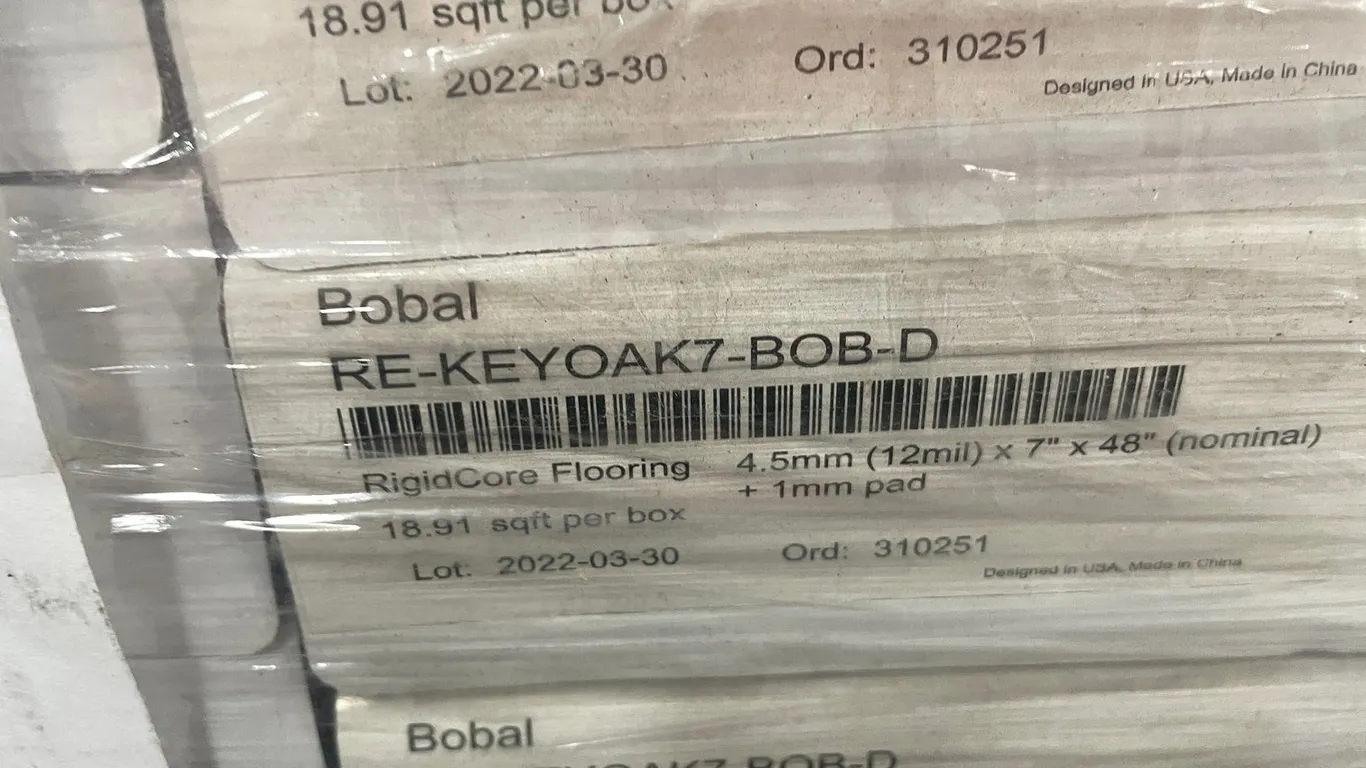 18.91 sqft per box
Lot: 2022-03-30 Ord: 310251
Designed in USA, Made in China
Bobal
RE-KEYOAK7-BOB-D
RigidCore Flooring 4.5mm (12mil) x 7" x 48" (nominal)
+ 1mm pad
18.91 sqft per box
Lot: 2022-03-30 Ord: 310251
Designed in USA, Made in China
Bobal
KEYOAK7-BOB-D